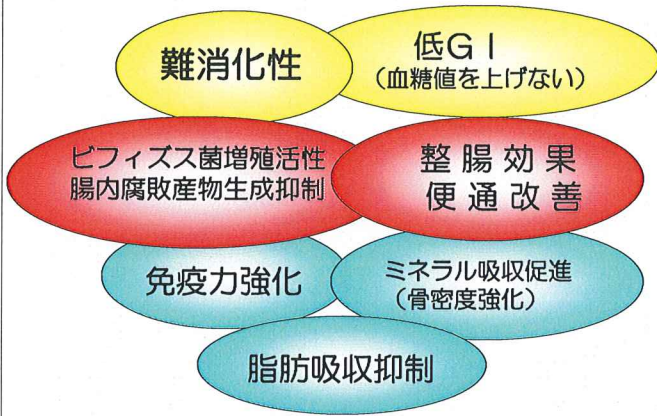 難消化性
低GI
（血糖値を上げない）
ビフィズス菌増殖活性
腸内腐敗産物生成抑制
整腸効果
便通改善
免疫力強化
ミネラル吸収促進
（骨密度強化）
脂肪吸収抑制